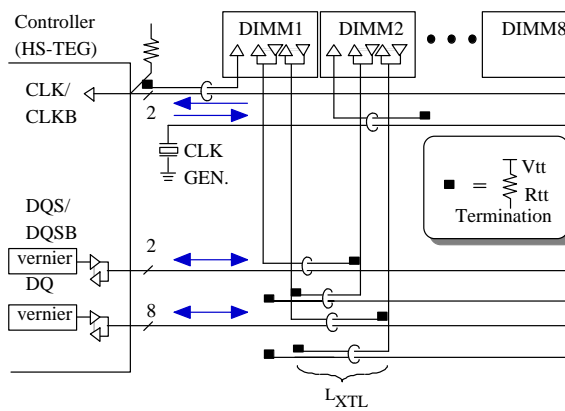 Controller
(HS-TEG)
DIMM1
DIMM2
DIMM8
CLK/
CLKB
2
CLK
GEN.
Vtt
=
Rtt
Termination
DQS/
DQSB
2
vernier
DQ
8
vernier
LXTL